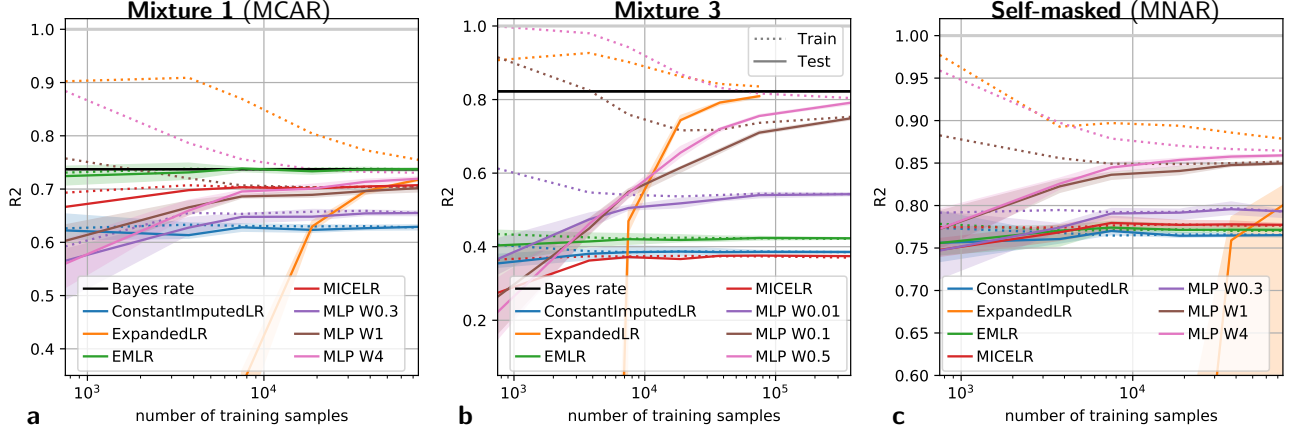 Mixture 1 (MCAR)
1.0
0.9
0.8
0.7
0.6
0.5
0.4
R2
Bayes rate
ConstantImputedLR
ExpandedLR
EMLR
MICELR
MLP W0.3
MLP W1
MLP W4
10³
10⁴
number of training samples
a
Mixture 3
1.0
0.8
0.6
0.4
0.2
R2
Train
Test
Bayes rate
ConstantImputedLR
ExpandedLR
EMLR
MICELR
MLP W0.01
MLP W0.1
MLP W0.5
10³
10⁴
10⁵
number of training samples
b
Self-masked (MNAR)
1.00
0.95
0.90
0.85
0.80
0.75
0.70
0.65
0.60
R2
ConstantImputedLR
ExpandedLR
EMLR
MICELR
MLP W0.3
MLP W1
MLP W4
10³
10⁴
number of training samples
c